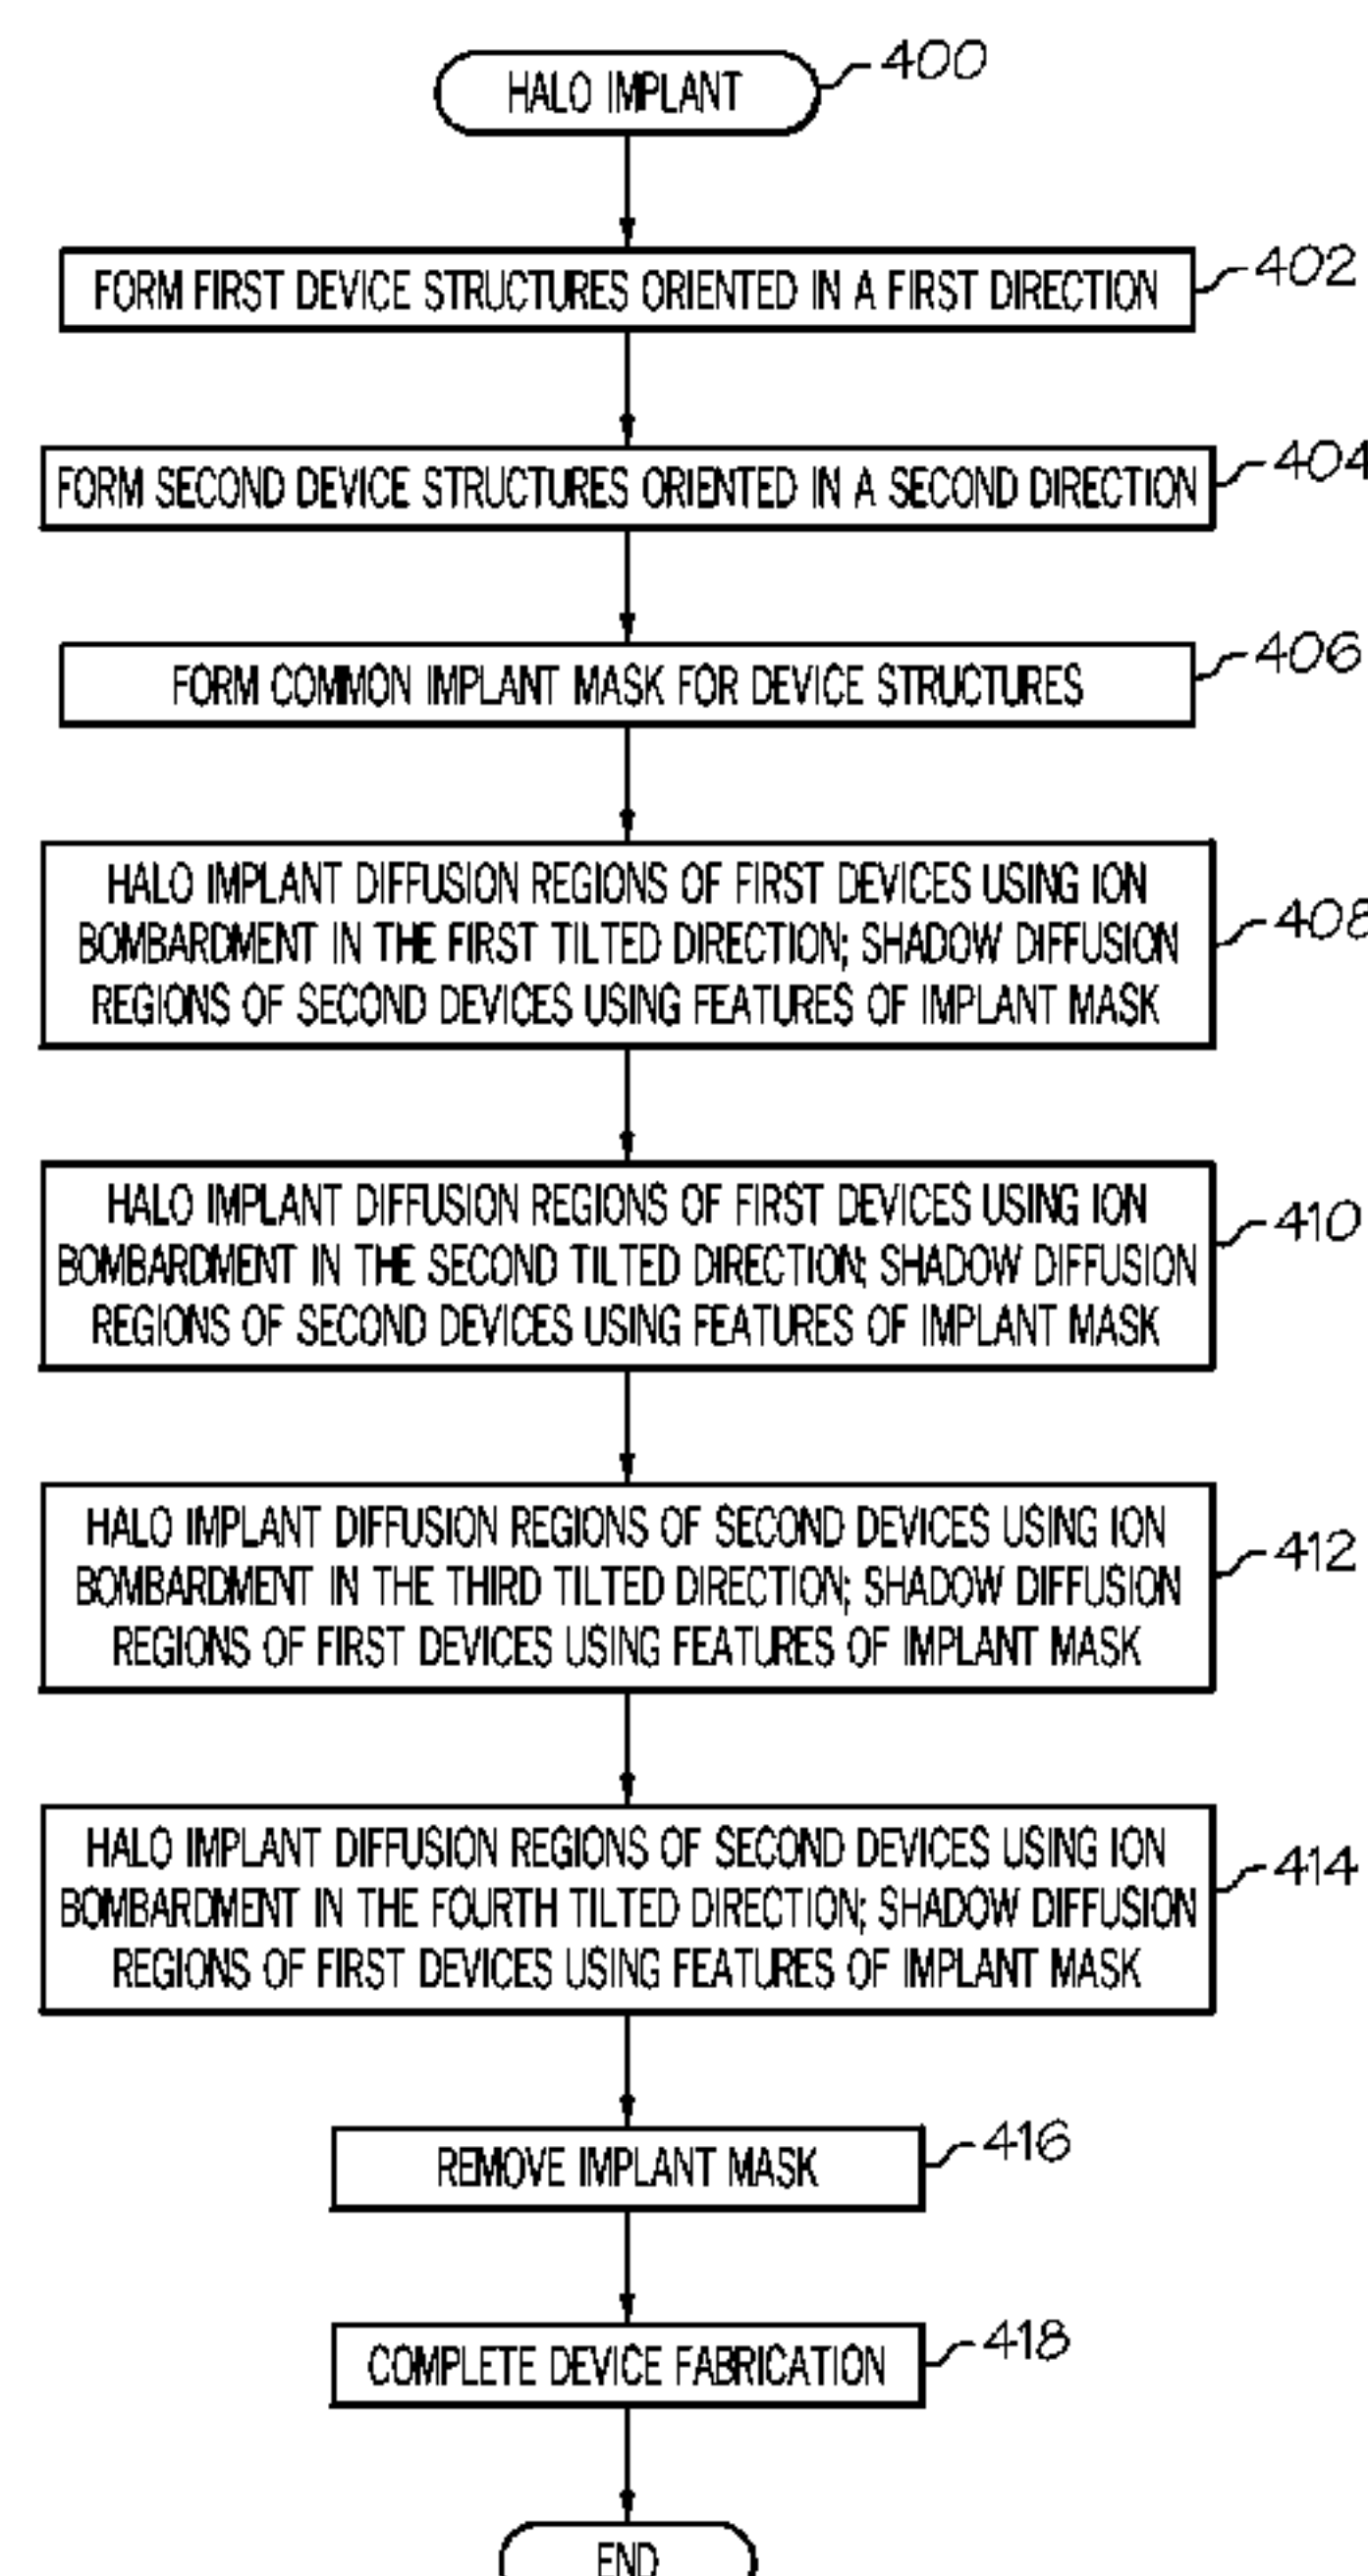 HALO IMPLANT
400
FORM FIRST DEVICE STRUCTURES ORIENTED IN A FIRST DIRECTION
402
FORM SECOND DEVICE STRUCTURES ORIENTED IN A SECOND DIRECTION
404
FORM COMMON IMPLANT MASK FOR DEVICE STRUCTURES
406
HALO IMPLANT DIFFUSION REGIONS OF FIRST DEVICES USING ION
BOMBARDMENT IN THE FIRST TILTED DIRECTION; SHADOW DIFFUSION
REGIONS OF SECOND DEVICES USING FEATURES OF IMPLANT MASK
408
HALO IMPLANT DIFFUSION REGIONS OF FIRST DEVICES USING ION
BOMBARDMENT IN THE SECOND TILTED DIRECTION; SHADOW DIFFUSION
REGIONS OF SECOND DEVICES USING FEATURES OF IMPLANT MASK
410
HALO IMPLANT DIFFUSION REGIONS OF SECOND DEVICES USING ION
BOMBARDMENT IN THE THIRD TILTED DIRECTION; SHADOW DIFFUSION
REGIONS OF FIRST DEVICES USING FEATURES OF IMPLANT MASK
412
HALO IMPLANT DIFFUSION REGIONS OF SECOND DEVICES USING ION
BOMBARDMENT IN THE FOURTH TILTED DIRECTION; SHADOW DIFFUSION
REGIONS OF FIRST DEVICES USING FEATURES OF IMPLANT MASK
414
REMOVE IMPLANT MASK
416
COMPLETE DEVICE FABRICATION
418
END